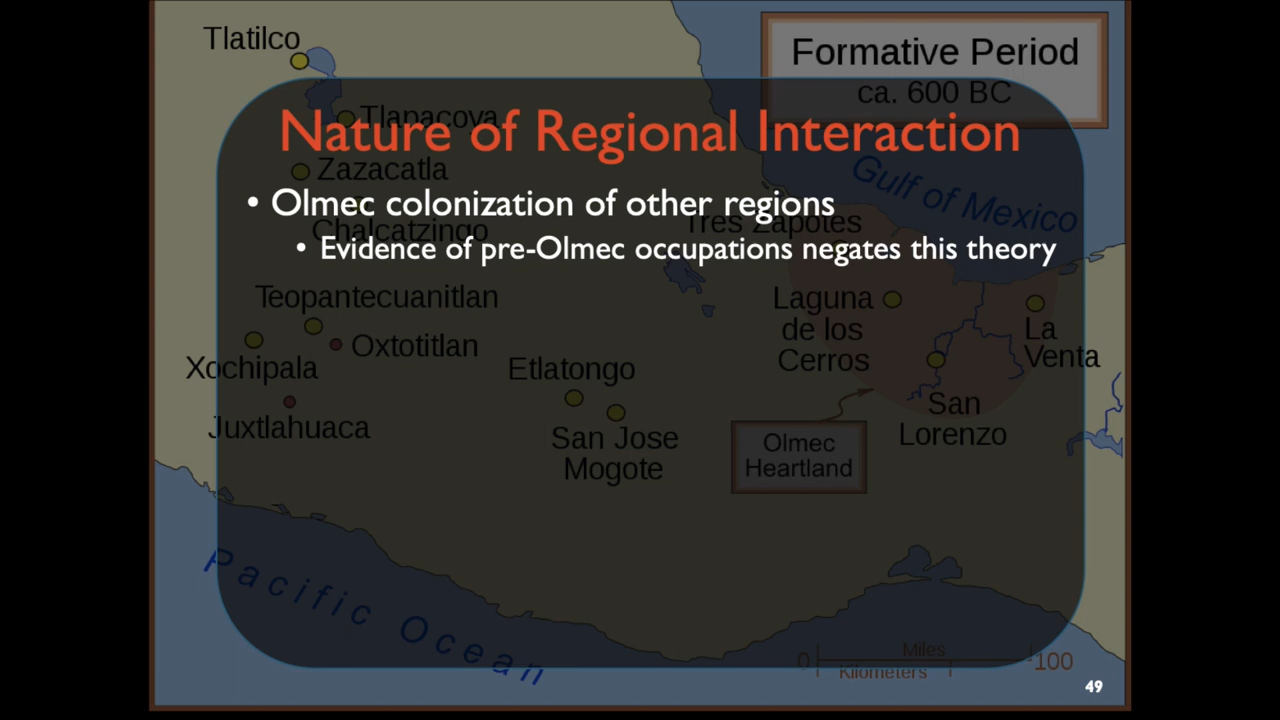 Tlatilco
Formative Period
ca. 600 BC
Tlapacoya
Nature of Regional Interaction
Zazacatla
Gulf of Mexico
• Olmec colonization of other regions
Tres Zapotes
Chalcatzingo
• Evidence of pre-Olmec occupations negates this theory
Teopantecuanitlan
Laguna
de los
Cerros
La
Venta
Oxtotitlan
Xochipala
Etlatongo
Juxtlahuaca
San
Lorenzo
San Jose
Mogote
Olmec
Heartland
Pacific Ocean
Miles
0
100
Kilometers
49